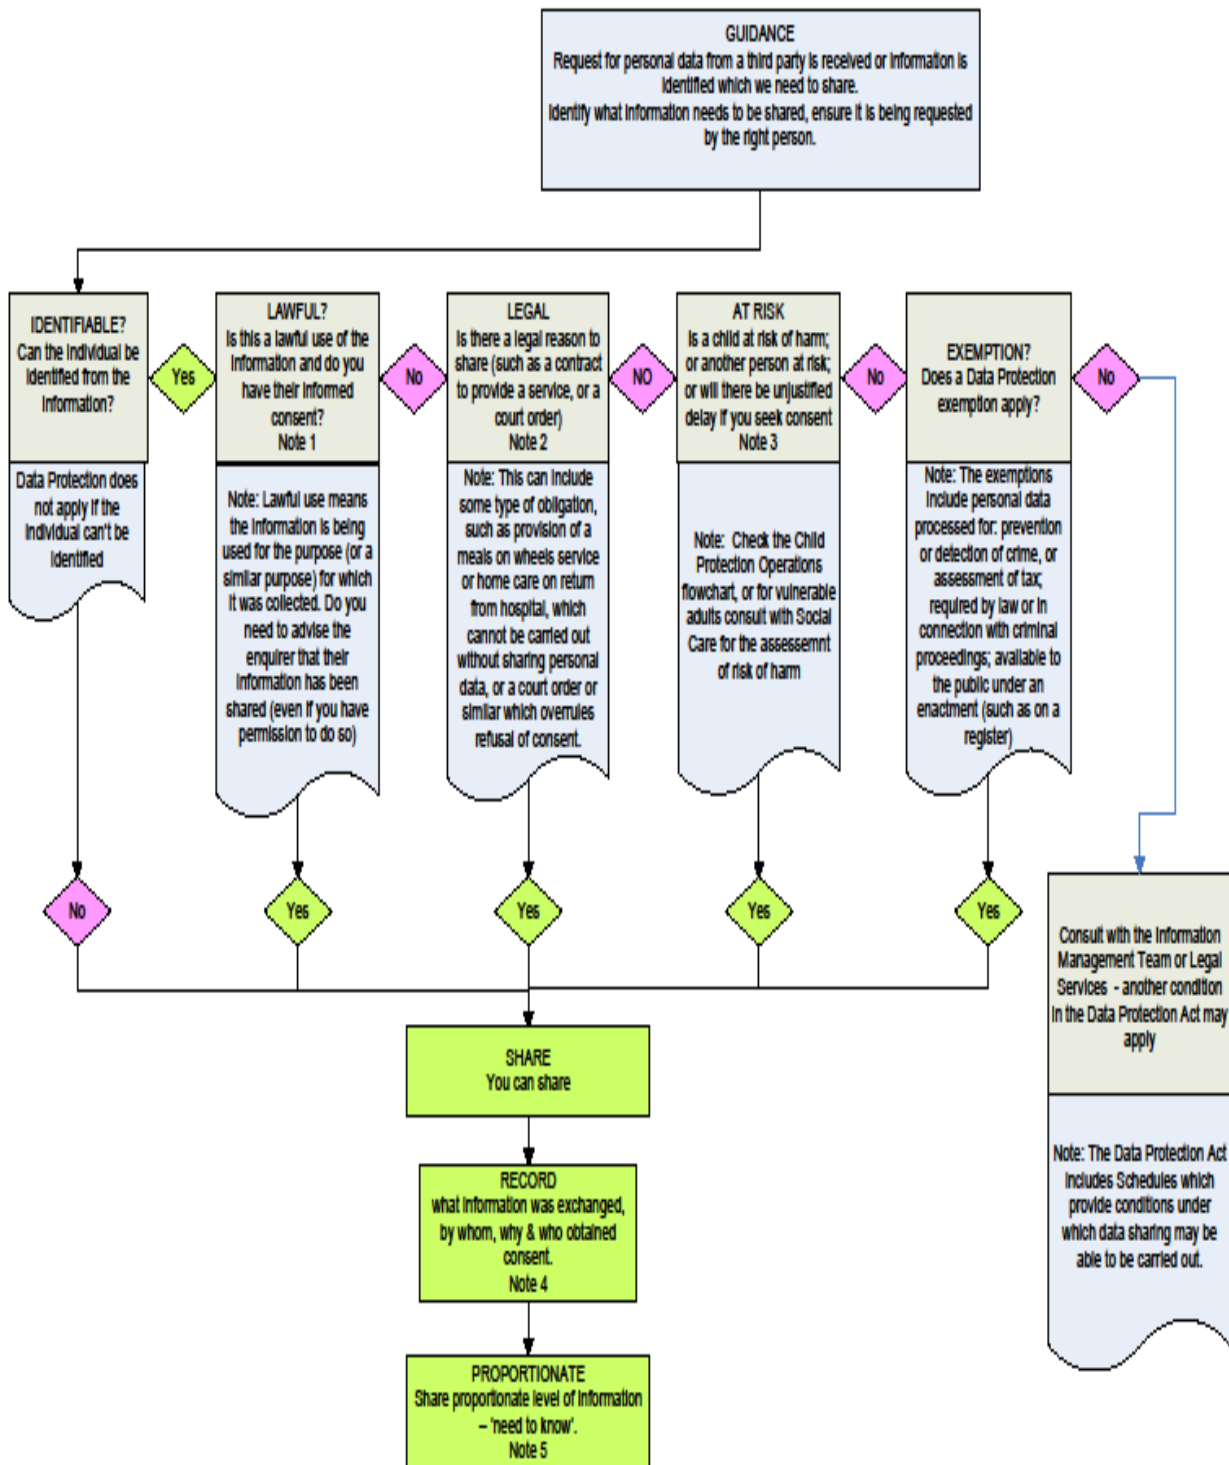 GUIDANCE
Request for personal data from a third party is received or information is
identified which we need to share.
Identify what information needs to be shared, ensure it is being requested
by the right person.
IDENTIFIABLE?
Can the individual be
identified from the
information?
Data Protection does
not apply if the
individual can't be
identified
Yes
LAWFUL?
Is this a lawful use of the
information and do you
have their informed
consent?
Note 1
Note: Lawful use means
the information is being
used for the purpose (or a
similar purpose) for which
it was collected. Do you
need to advise the
enquirer that their
information has been
shared (even if you have
permission to do so)
No
LEGAL
Is there a legal reason to
share (such as a contract
to provide a service, or a
court order)
Note 2
Note: This can include
some type of obligation,
such as provision of a
meals on wheels service
or home care on return
from hospital, which
cannot be carried out
without sharing personal
data, or a court order or
similar which overrules
refusal of consent.
NO
AT RISK
Is a child at risk of harm;
or another person at risk;
or will there be unjustified
delay if you seek consent
Note 3
Note: Check the Child
Protection Operations
flowchart, or for vulnerable
adults consult with Social
Care for the assessemnt
of risk of harm
No
EXEMPTION?
Does a Data Protection
exemption apply?
Note: The exemptions
include personal data
processed for: prevention
or detection of crime, or
assessment of tax;
required by law or in
connection with criminal
proceedings; available to
the public under an
enactment (such as on a
register)
No
No
Yes
Yes
Yes
Yes
Consult with the Information
Management Team or Legal
Services - another condition
in the Data Protection Act may
apply
Note: The Data Protection Act
includes Schedules which
provide conditions under
which data sharing may be
able to be carried out.
SHARE
You can share
RECORD
what information was exchanged,
by whom, why & who obtained
consent.
Note 4
PROPORTIONATE
Share proportionate level of information
– 'need to know'.
Note 5